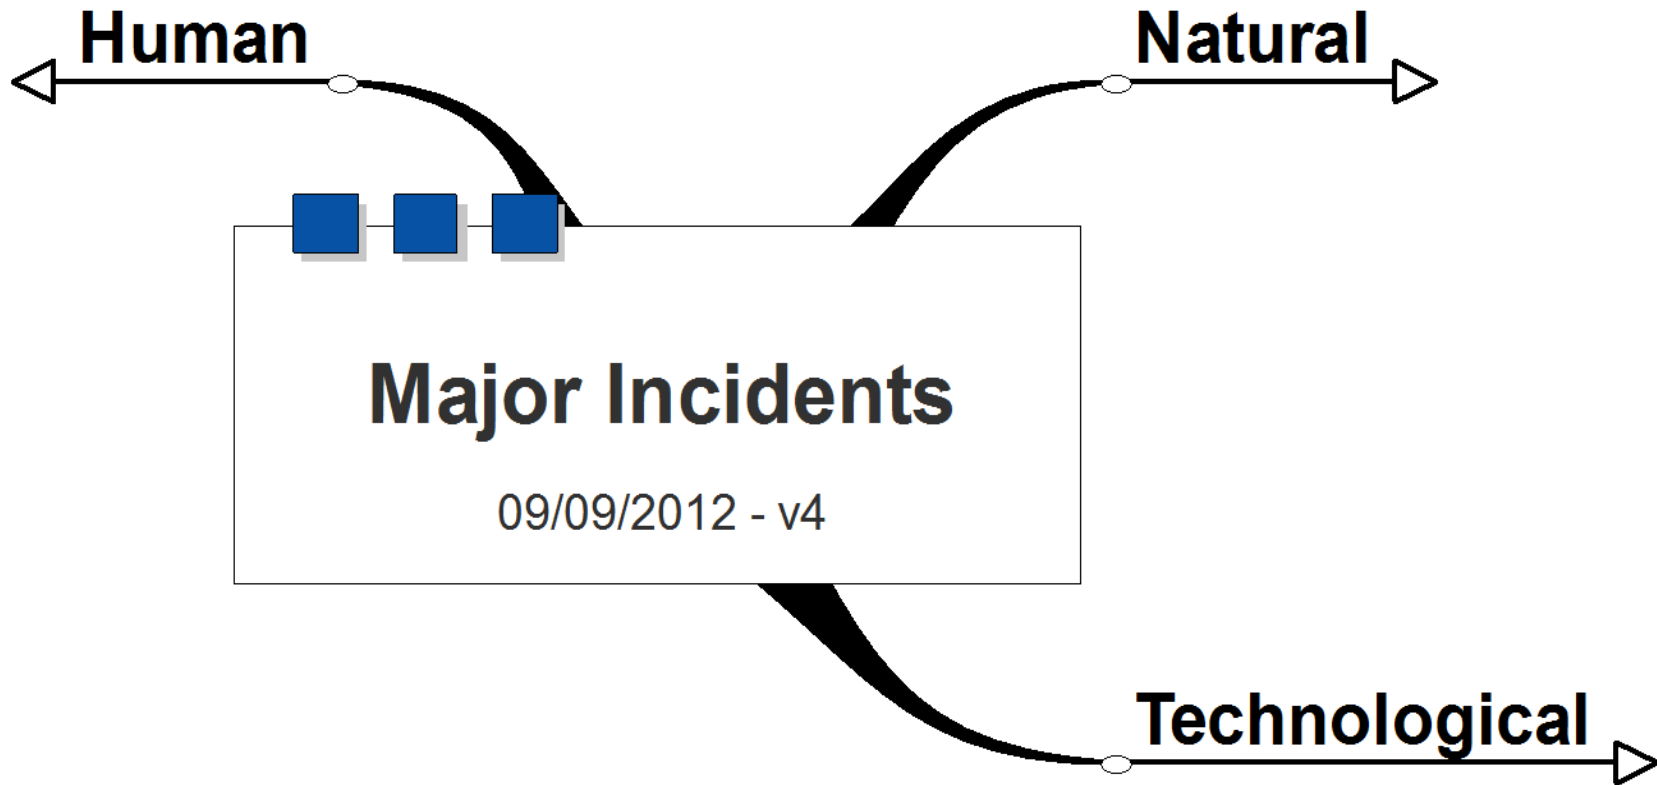 Human
Natural
Major Incidents
09/09/2012 - v4
Technological